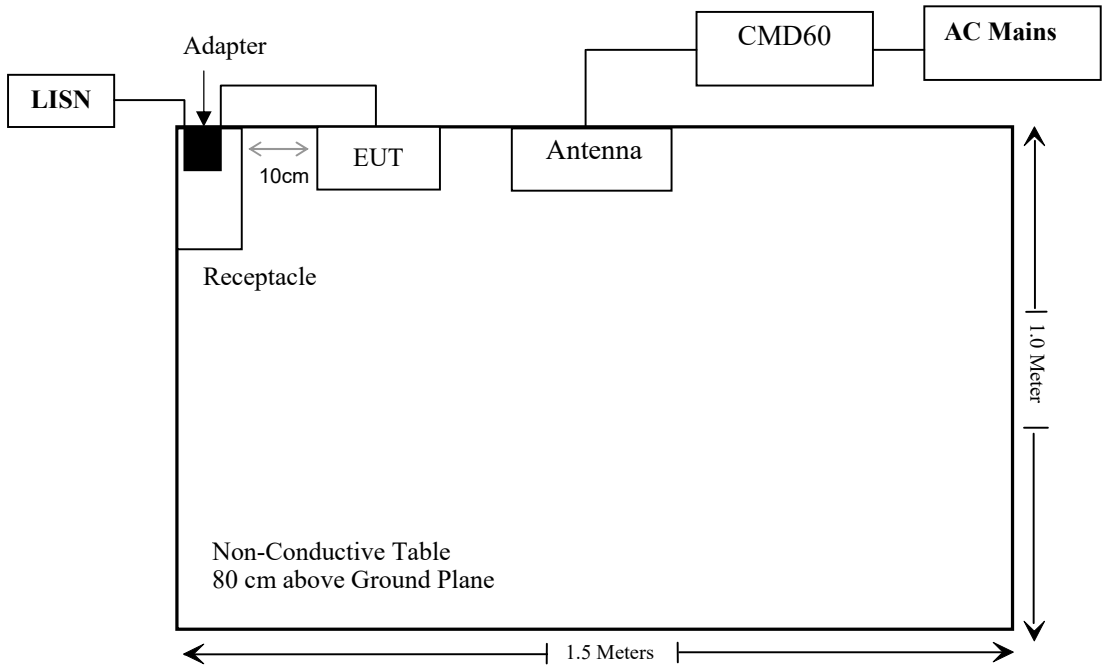 CMD60
AC Mains
Adapter
LISN
EUT
Antenna
10cm
Receptacle
1.0 Meter
Non-Conductive Table
80 cm above Ground Plane
1.5 Meters